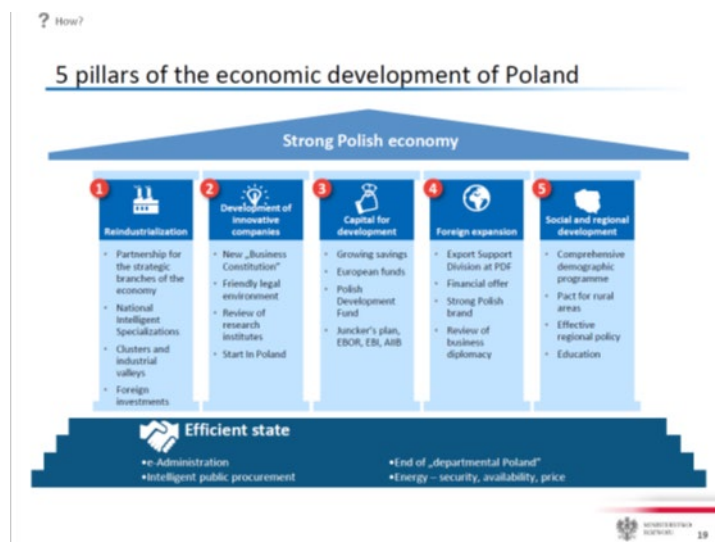 ? How?
5 pillars of the economic development of Poland
Strong Polish economy
1
Reindustrialization
• Partnership for
the strategic
branches of the
economy
• National
Intelligent
Specializations
• Clusters and
industrial
valleys
• Foreign
investments
2
Development of
innovative
companies
• New „Business
Constitution"
• Friendly legal
environment
• Review of
research
institutes
• Start In Poland
3
Capital for
development
• Growing savings
• European funds
• Polish
Development
Fund
• Juncker's plan,
EBOR, EBI, AIIB
4
Foreign expansion
• Export Support
Division at PDF
• Financial offer
• Strong Polish
brand
• Review of
business
diplomacy
5
Social and regional
development
• Comprehensive
demographic
programme
• Pact for rural
areas
• Effective
regional policy
• Education
Efficient state
•e-Administration
•Intelligent public procurement
•End of „departmental Poland"
•Energy – security, availability, price
MINISTERSTWO
ROZWOJU
19